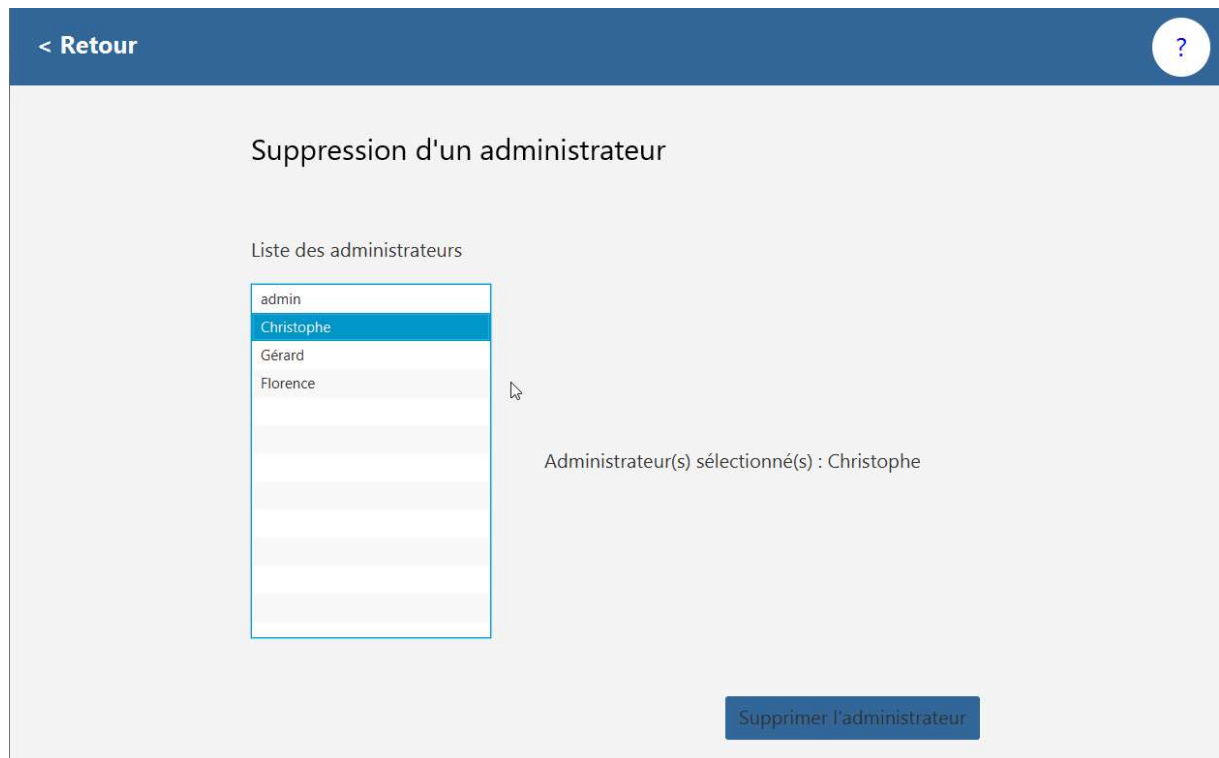 < Retour
?
Suppression d'un administrateur
Liste des administrateurs
admin
Christophe
Gérard
Florence
Administrateur(s) sélectionné(s) : Christophe
Supprimer l'administrateur